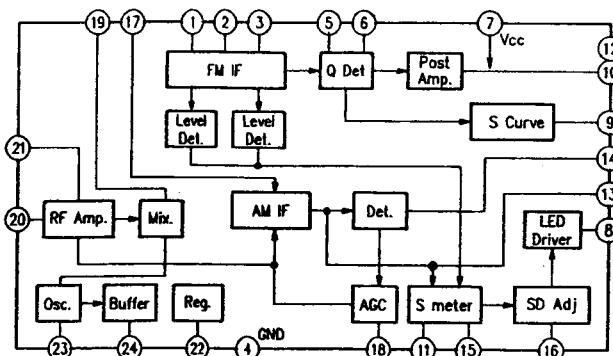 19 17 1 2 3 5 6 7
Vcc
12
FM IF
Q Det
Post
Amp.
10
Level
Det.
Level
Det.
S Curve
9
21
14
20
RF Amp.
Mix.
AM IF
Det.
13
LED
Driver
8
Osc.
Buffer
Reg.
AGC
S meter
SD Adj
GND
23 24 22 4 18 11 15 16